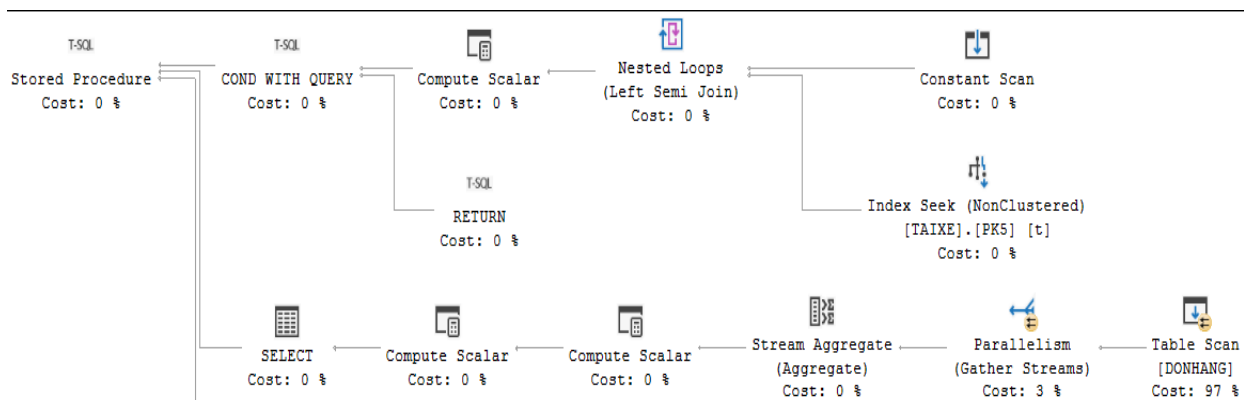 T-SQL
Stored Procedure
Cost: 0 %
T-SQL
COND WITH QUERY
Cost: 0 %
Compute Scalar
Cost: 0 %
Nested Loops
(Left Semi Join)
Cost: 0 %
Constant Scan
Cost: 0 %
T-SQL
RETURN
Cost: 0 %
Index Seek (NonClustered)
[TAIXE].[PK5] [t]
Cost: 0 %
SELECT
Cost: 0 %
Compute Scalar
Cost: 0 %
Compute Scalar
Cost: 0 %
Stream Aggregate
(Aggregate)
Cost: 0 %
Parallelism
(Gather Streams)
Cost: 3 %
Table Scan
[DONHANG]
Cost: 97 %